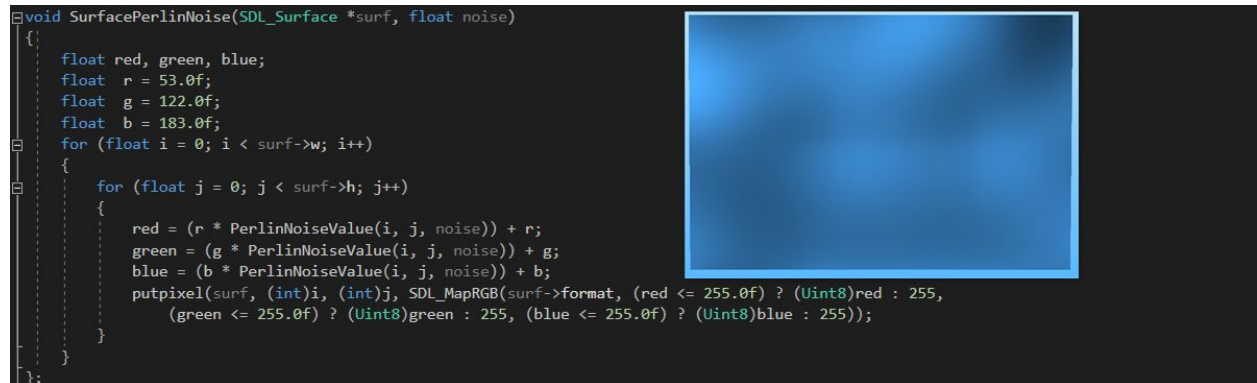 void SurfacePerlinNoise(SDL_Surface *surf, float noise)
{
float red, green, blue;
float  r = 53.0f;
float  g = 122.0f;
float  b = 183.0f;
for (float i = 0; i < surf->w; i++)
{
for (float j = 0; j < surf->h; j++)
{
red = (r * PerlinNoiseValue(i, j, noise)) + r;
green = (g * PerlinNoiseValue(i, j, noise)) + g;
blue = (b * PerlinNoiseValue(i, j, noise)) + b;
putpixel(surf, (int)i, (int)j, SDL_MapRGB(surf->format, (red <= 255.0f) ? (Uint8)red : 255,
(green <= 255.0f) ? (Uint8)green : 255, (blue <= 255.0f) ? (Uint8)blue : 255));
}
}
};